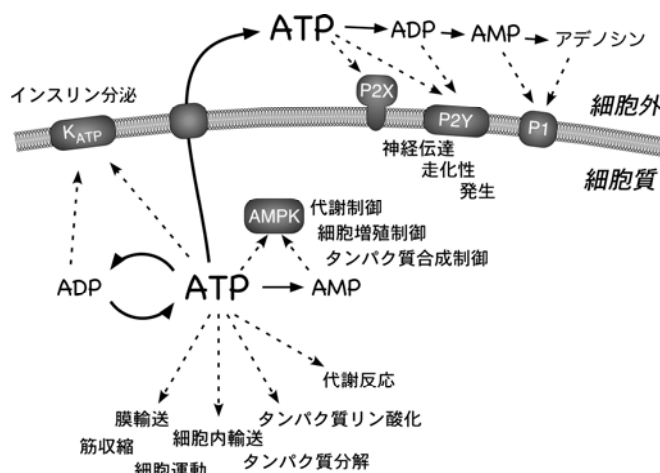 ATP
ADP
AMP
アデノシン
インスリン分泌
P2X
KATP
P2Y
P1
細胞外
神経伝達
走化性
発生
細胞質
AMPK
代謝制御
細胞増殖制御
タンパク質合成制御
ADP
ATP
AMP
代謝反応
膜輸送
タンパク質リン酸化
筋収縮
細胞内輸送
細胞運動
タンパク質分解